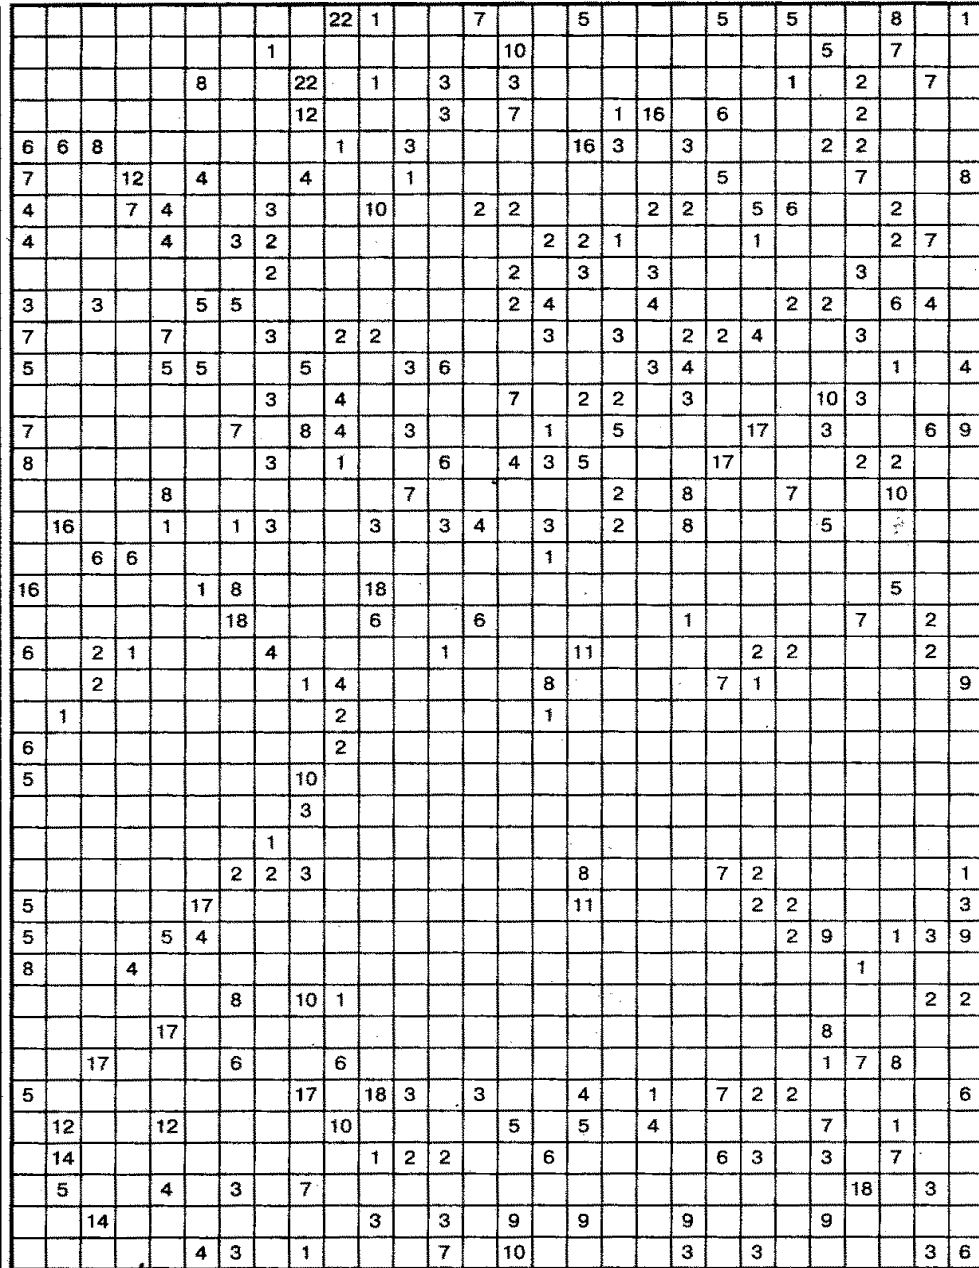 22 1 7 5 5 5 8 1
1 10 5 7
8 22 1 3 3 1 2 7
12 3 7 1 16 6 2
6 6 8 1 3 16 3 3 2 2
7 12 4 4 1 5 7 8
4 7 4 3 10 2 2 2 2 5 6 2
4 4 3 2 2 2 1 1 2 7
2 2 3 3 3
3 3 5 5 2 4 4 2 2 6 4
7 7 3 2 2 3 3 2 2 4 3
5 5 5 5 3 6 3 4 1 4
3 4 7 2 2 3 10 3
7 7 8 4 3 1 5 17 3 6 9
8 3 1 6 4 3 5 17 2 2
8 7 2 8 7 10
16 1 1 3 3 3 4 3 2 8 5
6 6 1
16 1 8 18 5
18 6 6 1 7 2
6 2 1 4 1 11 2 2 2
2 1 4 8 7 1 9
1 2 1
6 2
5 10
3
1
2 2 3 8 7 2 1
5 17 11 2 2 3
5 5 4 2 9 1 3 9
8 4 1
8 10 1 2 2
17 8
17 6 6 1 7 8
5 17 18 3 3 4 1 7 2 2 6
12 12 10 5 5 4 7 1
14 1 2 2 6 6 3 3 7
5 4 3 7 18 3
14 3 3 9 9 9 9
4 3 1 7 10 3 3 3 6